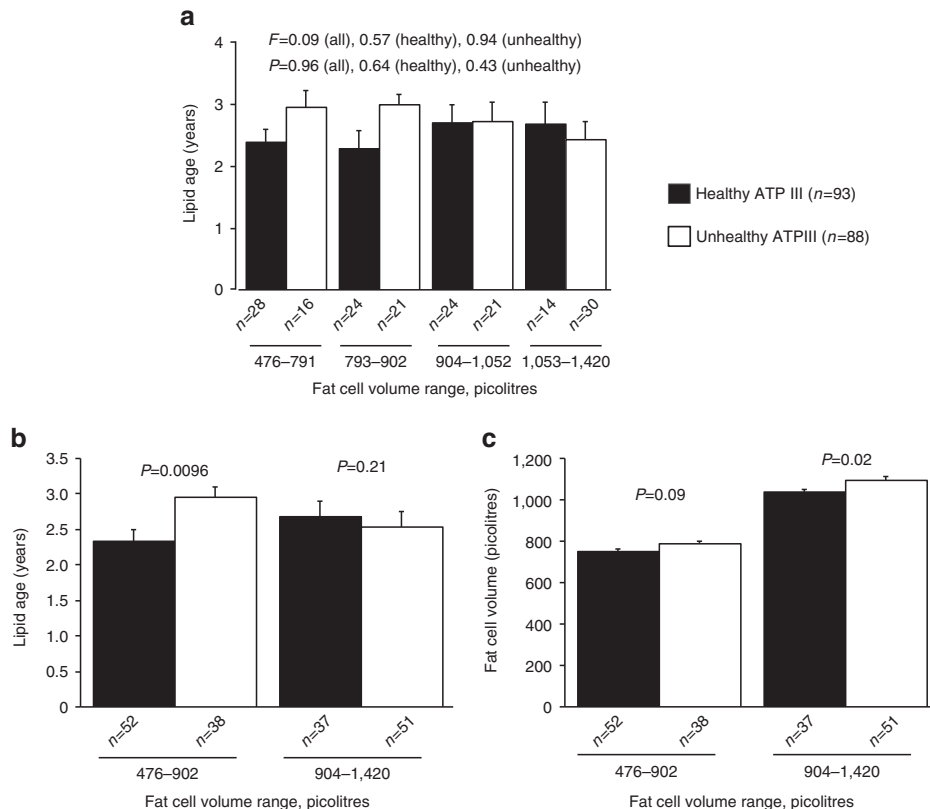 a
F=0.09 (all), 0.57 (healthy), 0.94 (unhealthy)
P=0.96 (all), 0.64 (healthy), 0.43 (unhealthy)
4
3
2
1
0
Lipid age (years)
n=28
n=16
n=24
n=21
n=24
n=21
n=14
n=30
476–791
793–902
904–1,052
1,053–1,420
Fat cell volume range, picolitres
Healthy ATP III (n=93)
Unhealthy ATPIII (n=88)
b
3.5
3.0
2.5
2.0
1.5
1.0
0.5
0
Lipid age (years)
P=0.0096
P=0.21
n=52
n=38
n=37
n=51
476–902
904–1,420
Fat cell volume range, picolitres
c
1,200
1,000
800
600
400
200
0
Fat cell volume (picolitres)
P=0.09
P=0.02
n=52
n=38
n=37
n=51
476–902
904–1,420
Fat cell volume range, picolitres